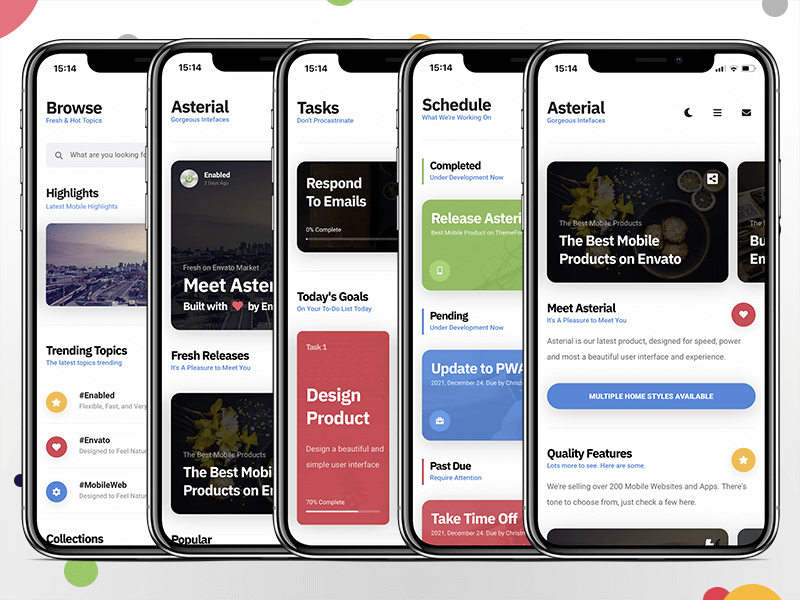 15:14
Browse
Fresh & Hot Topics
What are you looking fo
Highlights
Latest Mobile Highlights
Trending Topics
The latest topics trending
#Enabled
Flexible, Fast, and Very
#Envato
Designed to Feel Natur
#MobileWeb
Designed to Feel Natur
Collections
15:14
Asterial
Gorgeous Intefaces
Enabled
3 Days Ago
Fresh on Envato Market
Meet Aster
Built with by En
Fresh Releases
It's A Pleasure to Meet You
The Best Mobile Products
The Best Mobi
Products on E
Popular
15:14
Tasks
Don't Procastrinate
Respond
To Emails
0% Complete
Today's Goals
On Your To-Do List Today
Task 1
Design
Product
Design a beautiful and
simple user interface
70% Complete
15:14
Schedule
What We're Working On
Completed
Under Development Now
Release Asteri
Best Mobile Product on ThemeFor
Pending
Under Development Now
Update to PWA
2021, December 24. Due by Christ
Past Due
Require Attention
Take Time Off
2021, December 24. Due by Christm
15:14
Asterial
Gorgeous Intefaces
The Best Mobile Products
The Best Mobile
Products on Envato
The
Bu
En
Meet Asterial
It's A Pleasure to Meet You
Asterial is our latest product, designed for speed, power
and most a beautiful user interface and experience.
MULTIPLE HOME STYLES AVAILABLE
Quality Features
Lots more to see. Here are some.
We're selling over 200 Mobile Websites and Apps. There's
tone to choose from, just check a few here.